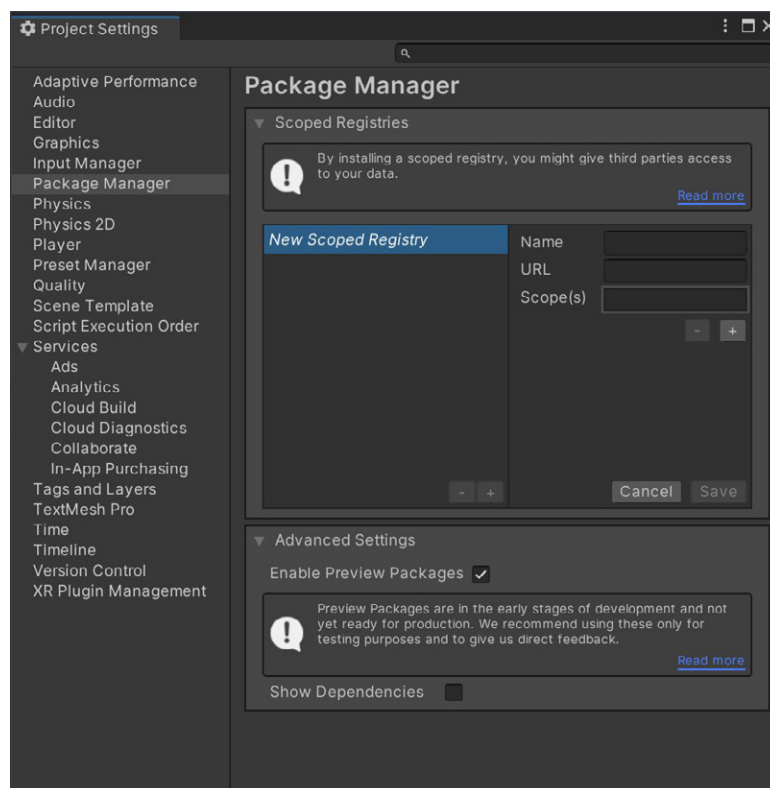 Project Settings
Adaptive Performance
Audio
Editor
Graphics
Input Manager
Package Manager
Physics
Physics 2D
Player
Preset Manager
Quality
Scene Template
Script Execution Order
Services
Ads
Analytics
Cloud Build
Cloud Diagnostics
Collaborate
In-App Purchasing
Tags and Layers
TextMesh Pro
Time
Timeline
Version Control
XR Plugin Management
Package Manager
Scoped Registries
By installing a scoped registry, you might give third parties access
to your data.
Read more
New Scoped Registry
Name
URL
Scope(s)
- +
- +
Cancel Save
Advanced Settings
Enable Preview Packages
Preview Packages are in the early stages of development and not
yet ready for production. We recommend using these only for
testing purposes and to give us direct feedback.
Read more
Show Dependencies